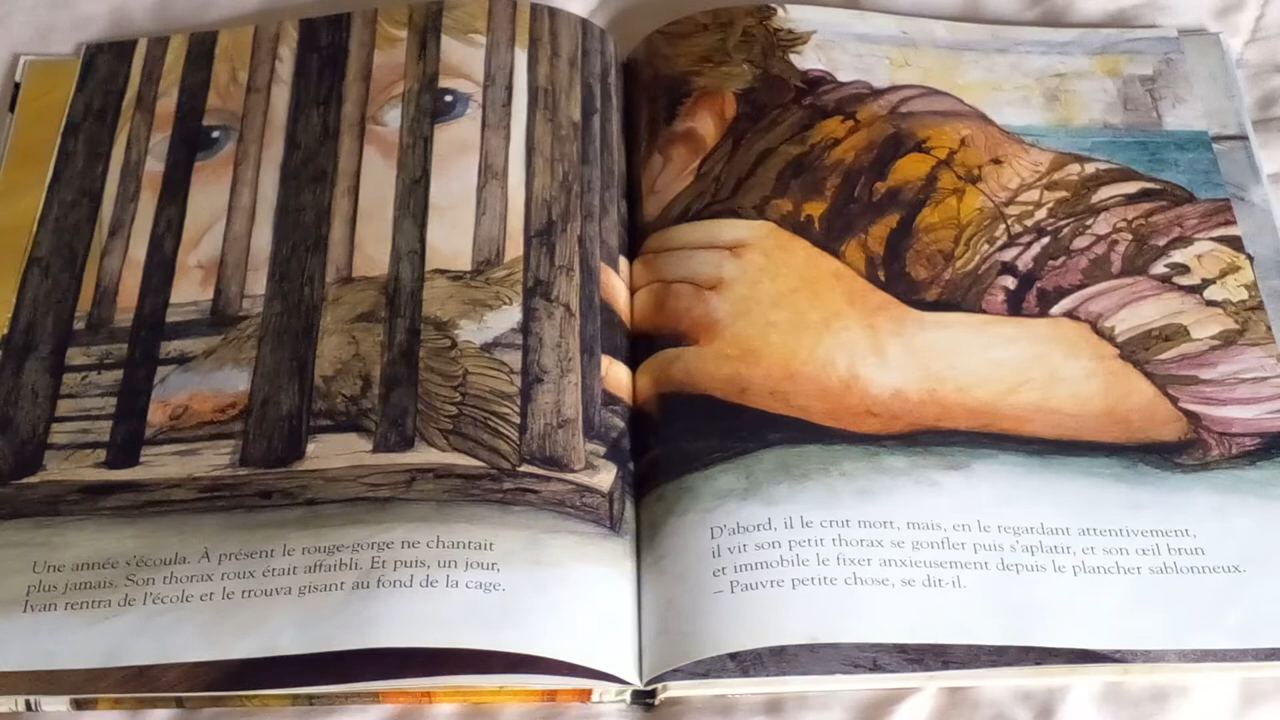 Une année s'écoula. À présent le rouge-gorge ne chantait
plus jamais. Son thorax roux était affaibli. Et puis, un jour,
Ivan rentra de l'école et le trouva gisant au fond de la cage.
D'abord, il le crut mort, mais, en le regardant attentivement,
il vit son petit thorax se gonfler puis s'aplatir, et son œil brun
et immobile le fixer anxieusement depuis le plancher sablonneux.
– Pauvre petite chose, se dit-il.